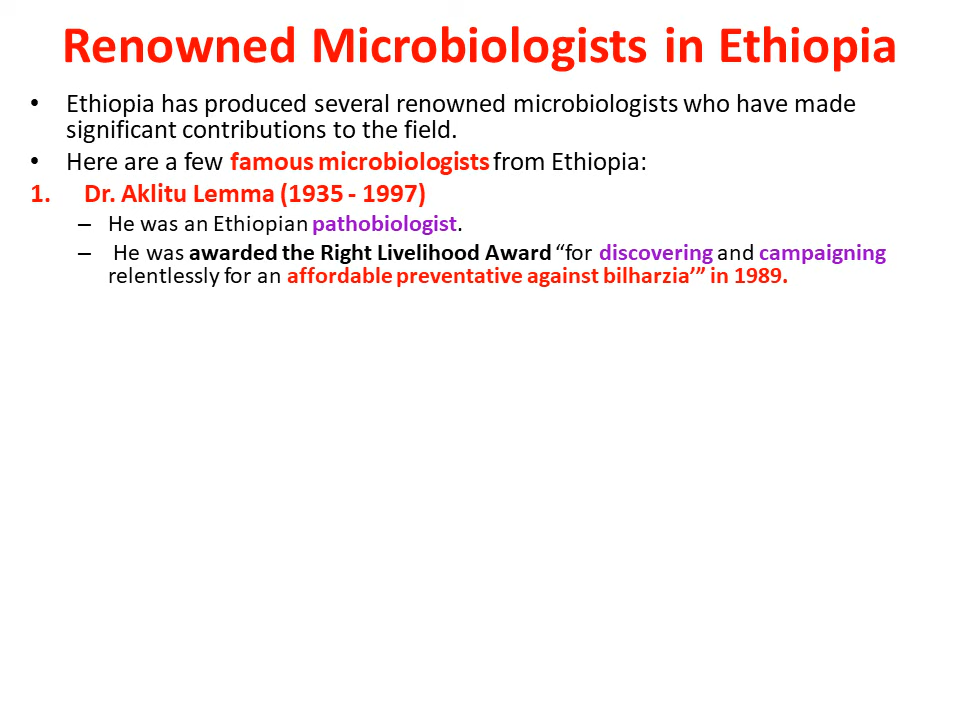 Renowned Microbiologists in Ethiopia
• Ethiopia has produced several renowned microbiologists who have made
significant contributions to the field.
• Here are a few famous microbiologists from Ethiopia:
1. Dr. Aklitu Lemma (1935 - 1997)
– He was an Ethiopian pathobiologist.
– He was awarded the Right Livelihood Award “for discovering and campaigning
relentlessly for an affordable preventative against bilharzia’” in 1989.